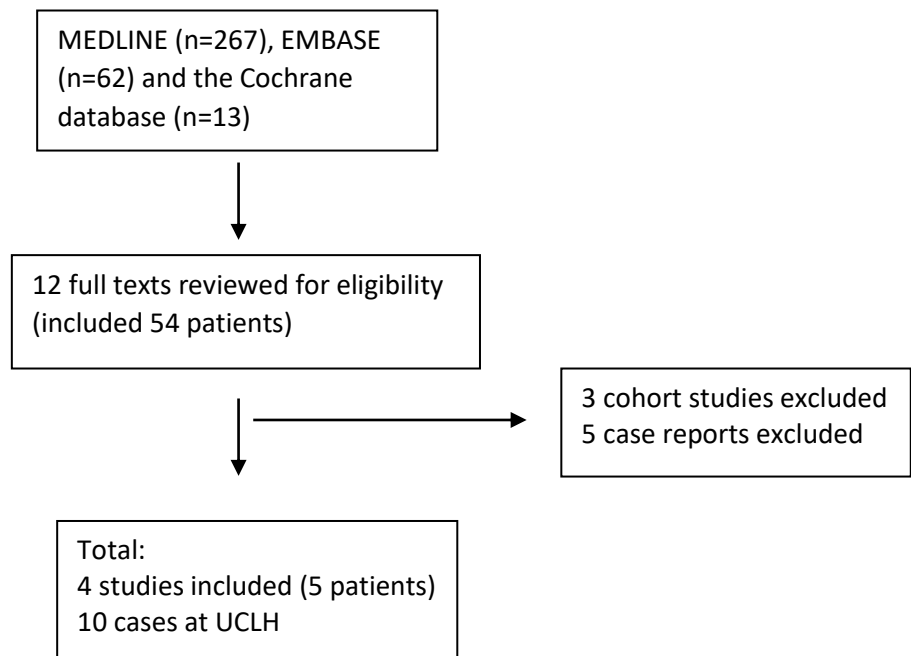 MEDLINE (n=267), EMBASE
(n=62) and the Cochrane
database (n=13)
12 full texts reviewed for eligibility
(included 54 patients)
3 cohort studies excluded
5 case reports excluded
Total:
4 studies included (5 patients)
10 cases at UCLH